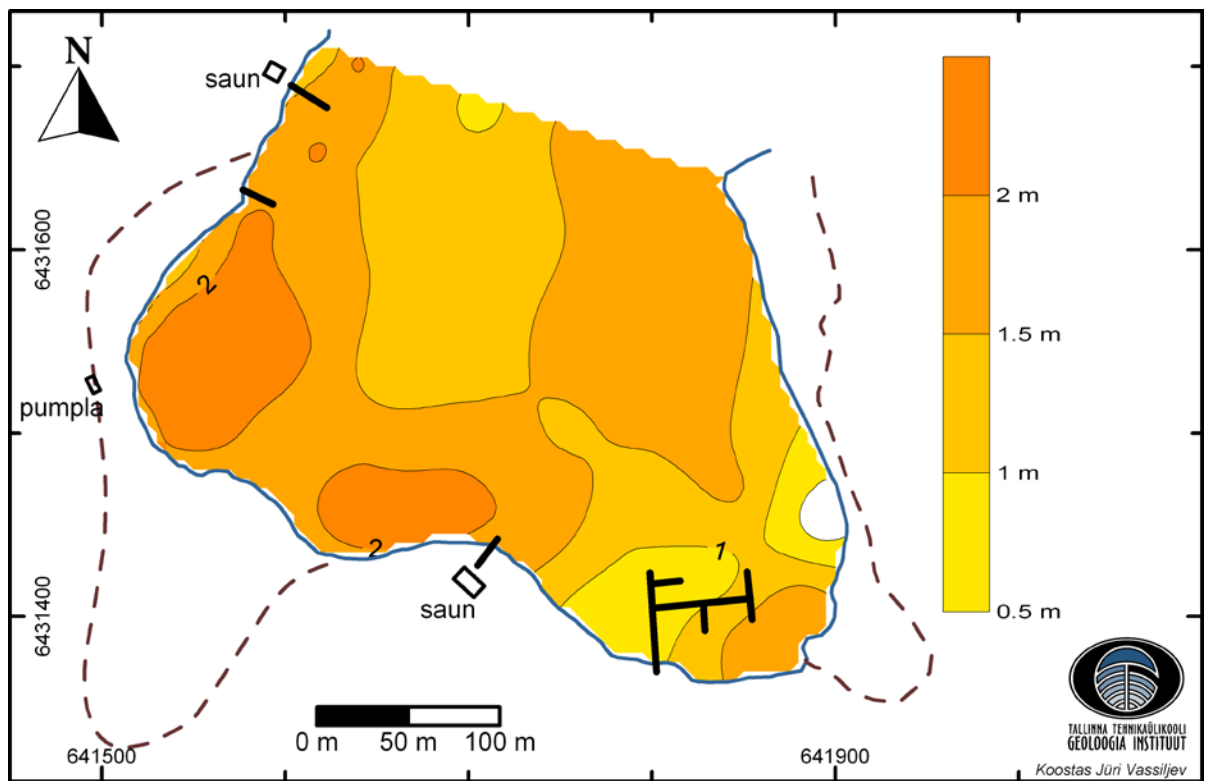 N
saun
2 m
6431600
2
1.5 m
pumpla
1 m
2
1
saun
6431400
0.5 m
0 m 50 m 100 m
641500
641900
TALLINNA TEHNIKAÜLIKOOLI
GEOLOOGIA INSTITUUT
Koostas Jüri Vassiljev